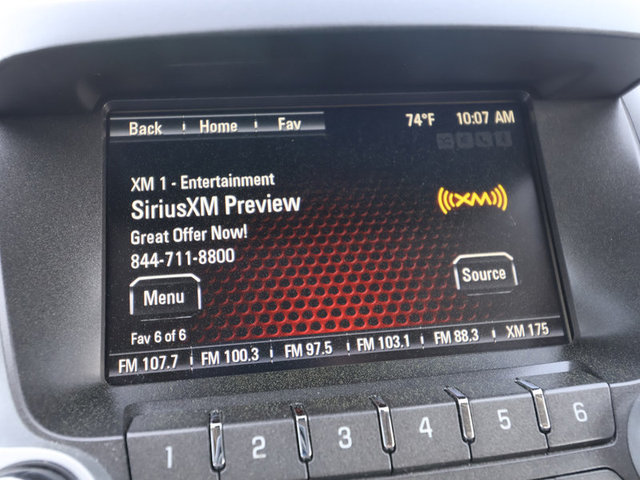 Back Home Fav 74°F 10:07 AM
XM 1 - Entertainment
SiriusXM Preview
((XM))
Great Offer Now!
844-711-8800
Menu
Source
Fav 6 of 6
FM 107.7 FM 100.3 FM 97.5 FM 103.1 FM 88.3 XM 175
1 2 3 4 5 6